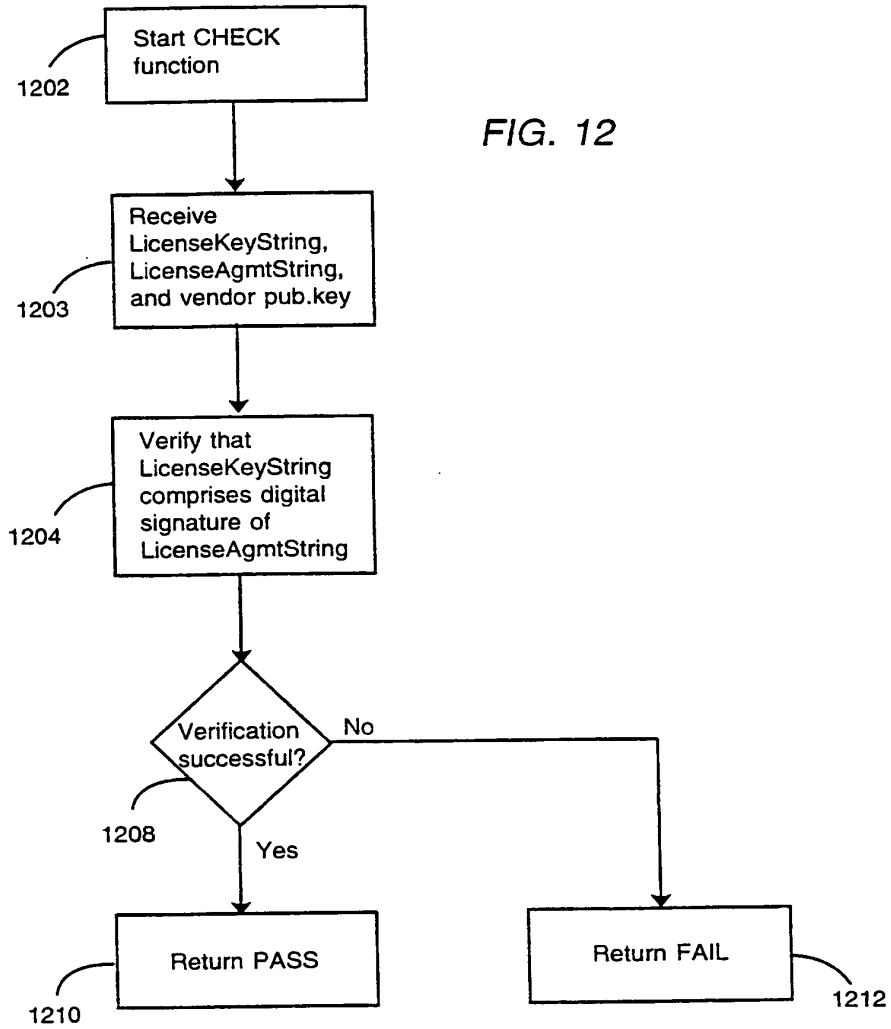 Start CHECK
function
1202
FIG. 12
Receive
LicenseKeyString,
LicenseAgmtString,
and vendor pub.key
1203
Verify that
LicenseKeyString
comprises digital
signature of
LicenseAgmtString
1204
Verification
successful?
No
1208
Yes
Return PASS
1210
Return FAIL
1212